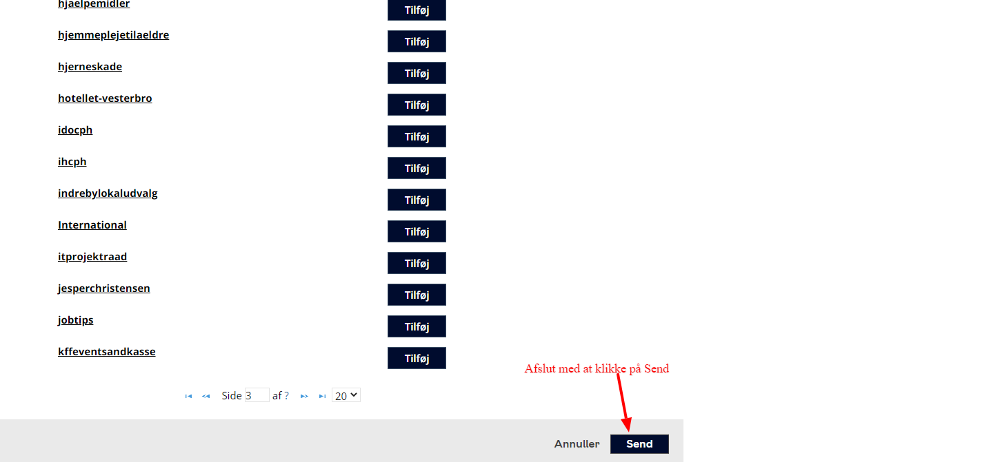 hjaelpemidler Tilføj
hjemmeplejetilaeldre Tilføj
hjerneskade Tilføj
hotellet-vesterbro Tilføj
idocph Tilføj
ihcph Tilføj
indrebylokaludvalg Tilføj
International Tilføj
itprojektraad Tilføj
jesperchristensen Tilføj
jobtips Tilføj
kffeventsandkasse Tilføj
Afslut med at klikke på Send
Side 3 af ? 20
Annuller Send